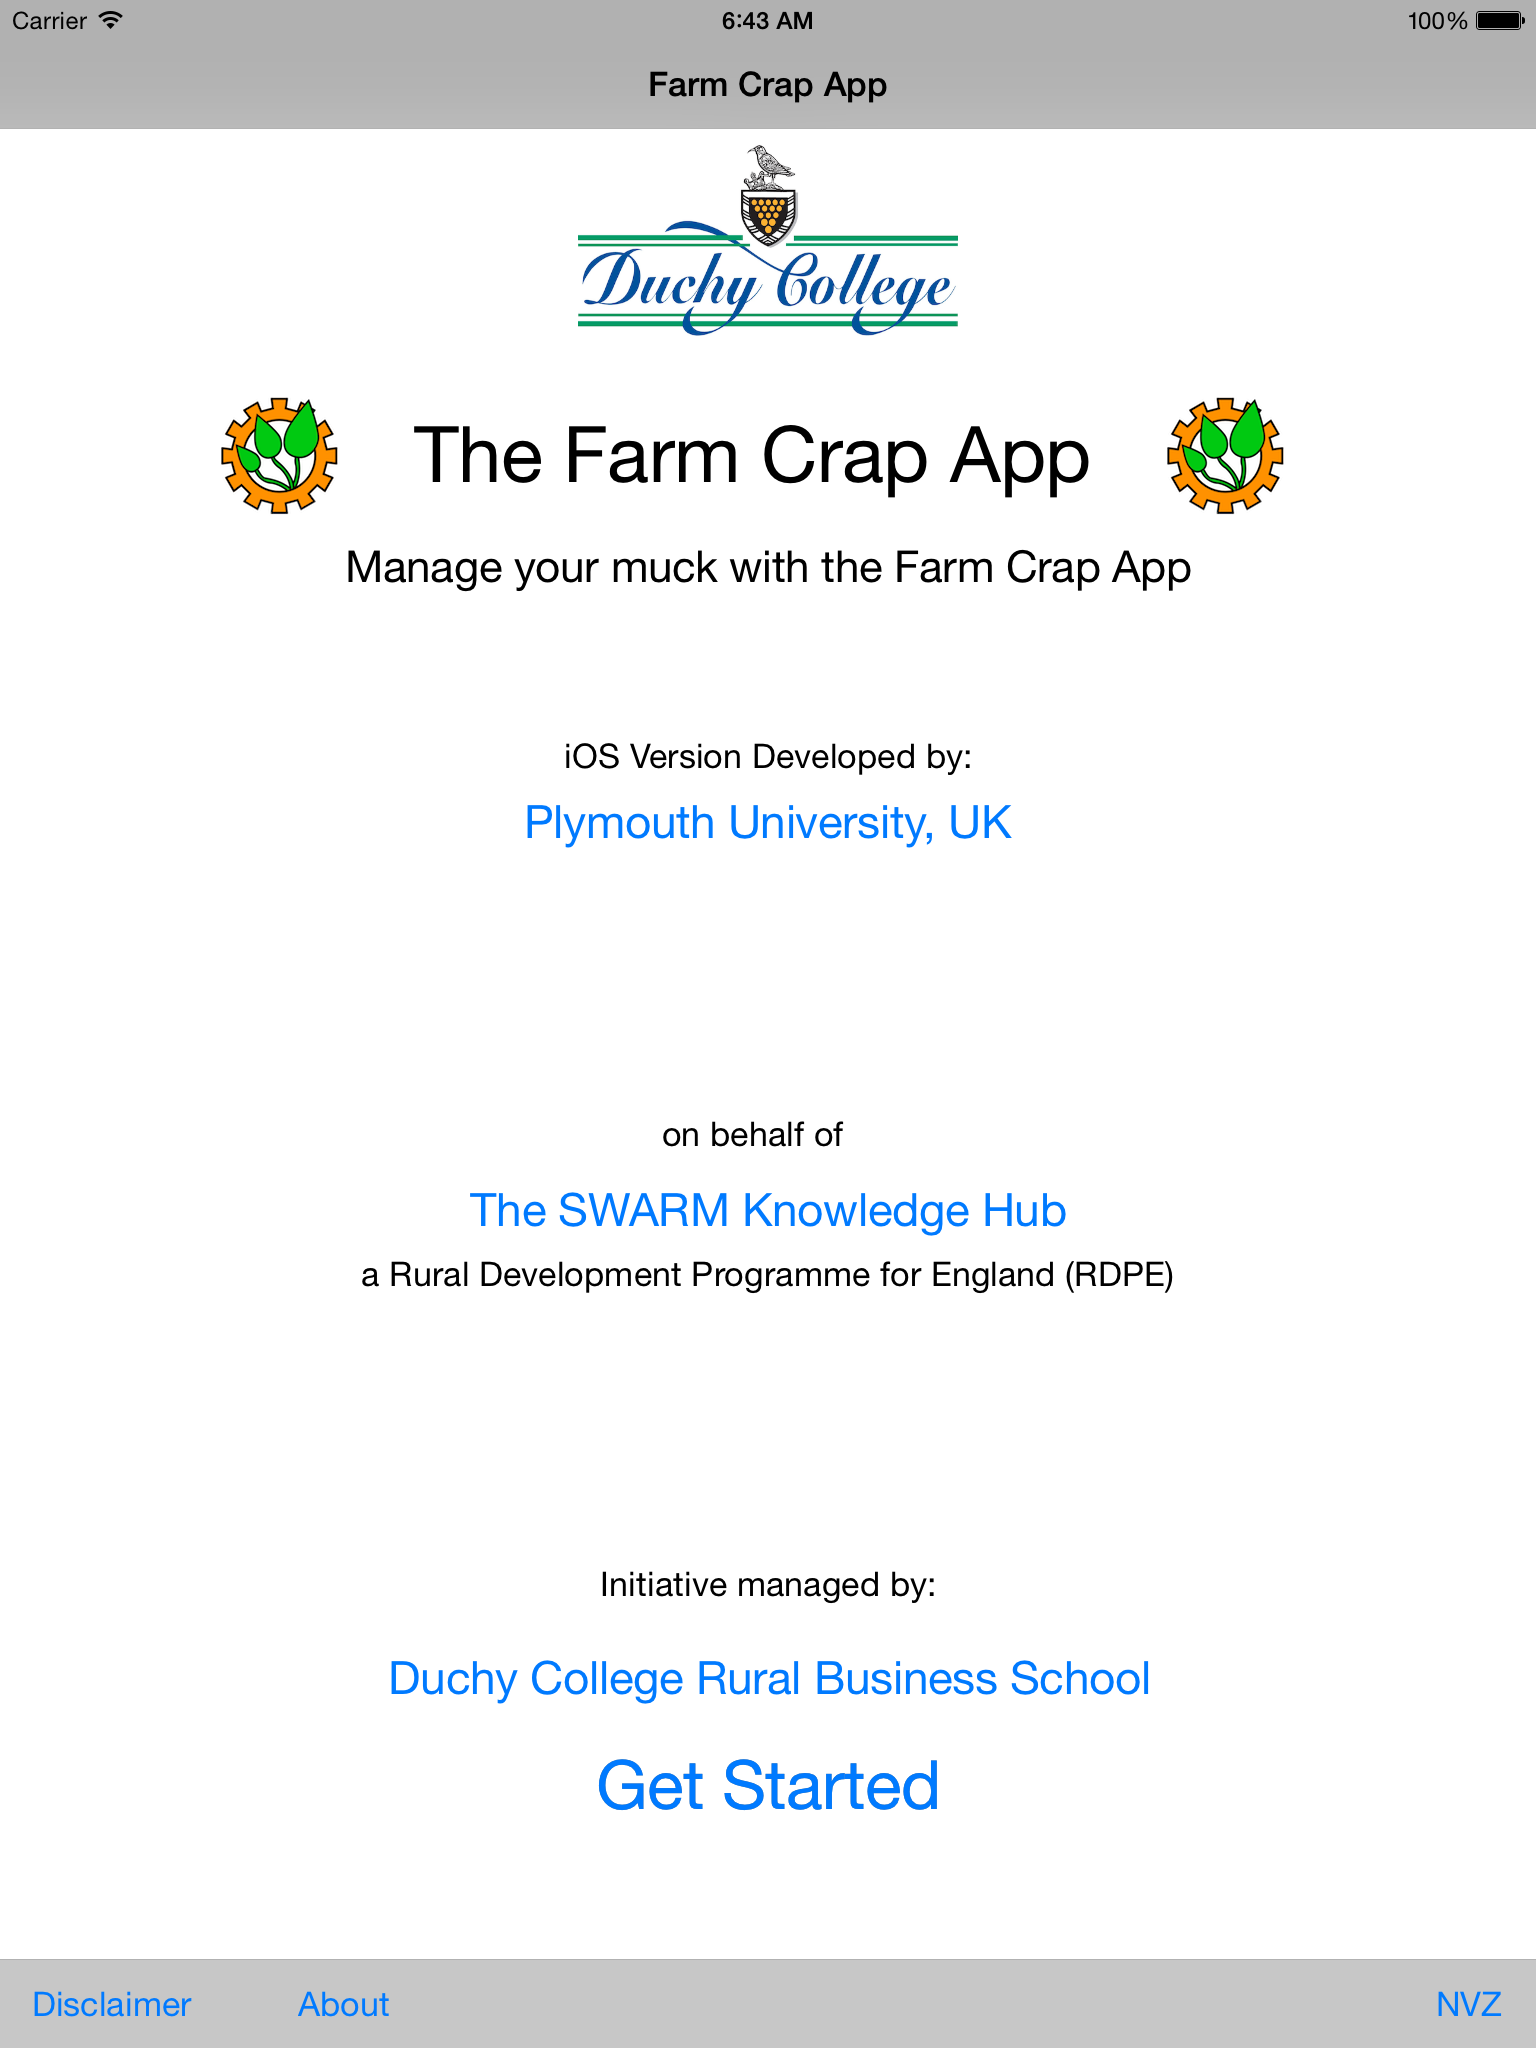 Carrier 6:43 AM 100%
Farm Crap App
Duchy College
The Farm Crap App
Manage your muck with the Farm Crap App
iOS Version Developed by:
Plymouth University, UK
on behalf of
The SWARM Knowledge Hub
a Rural Development Programme for England (RDPE)
Initiative managed by:
Duchy College Rural Business School
Get Started
Disclaimer About NVZ